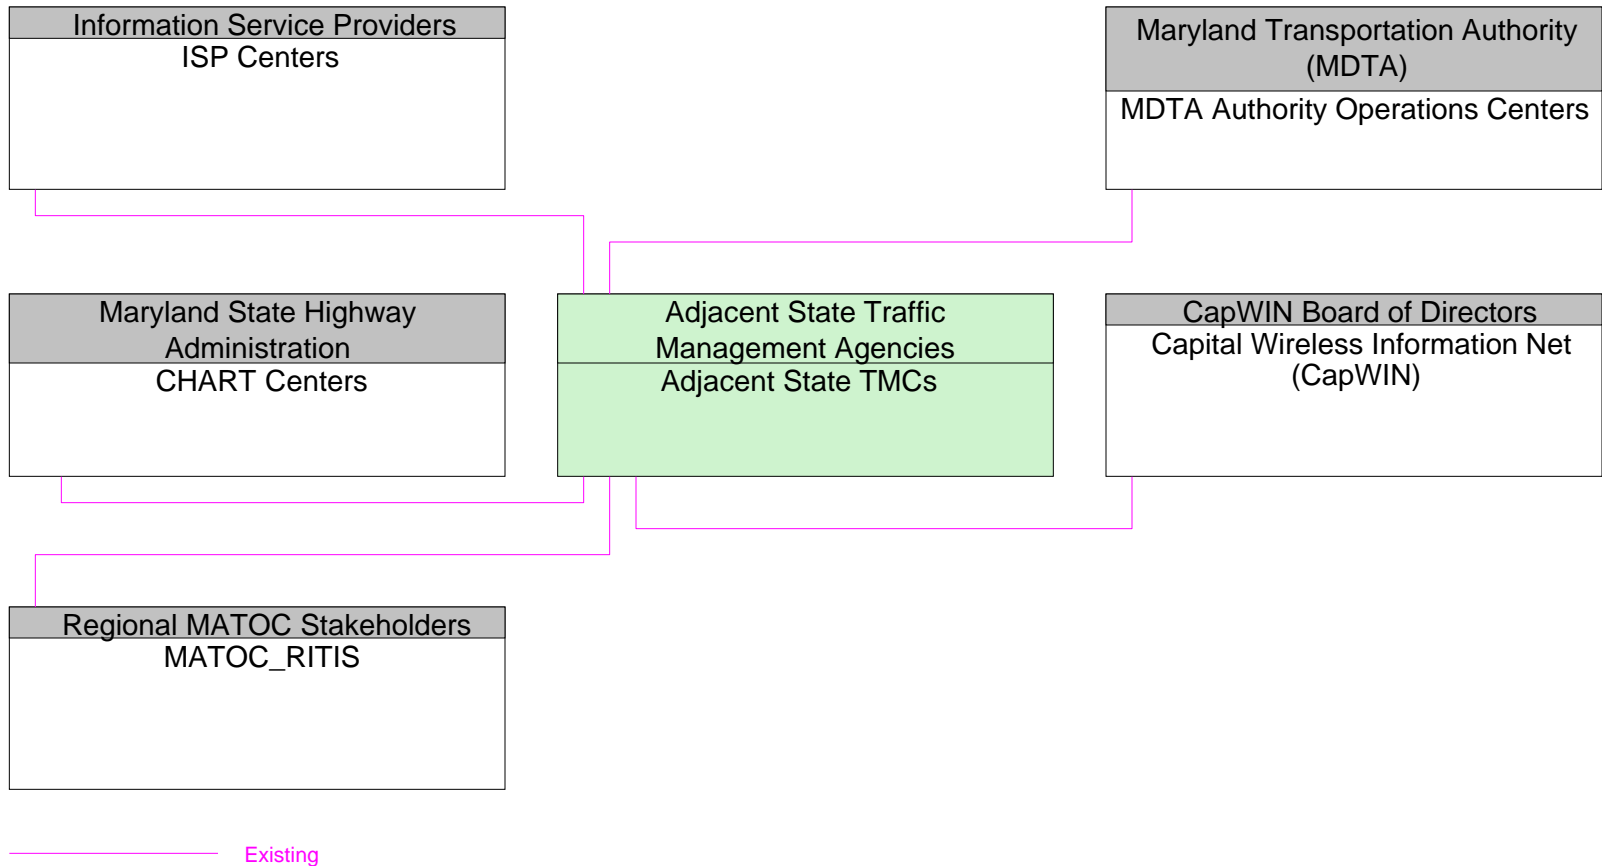 Information Service Providers
ISP Centers
Maryland Transportation Authority
(MDTA)
MDTA Authority Operations Centers
Maryland State Highway
Administration
CHART Centers
Adjacent State Traffic
Management Agencies
Adjacent State TMCs
CapWIN Board of Directors
Capital Wireless Information Net
(CapWIN)
Regional MATOC Stakeholders
MATOC_RITIS
Existing